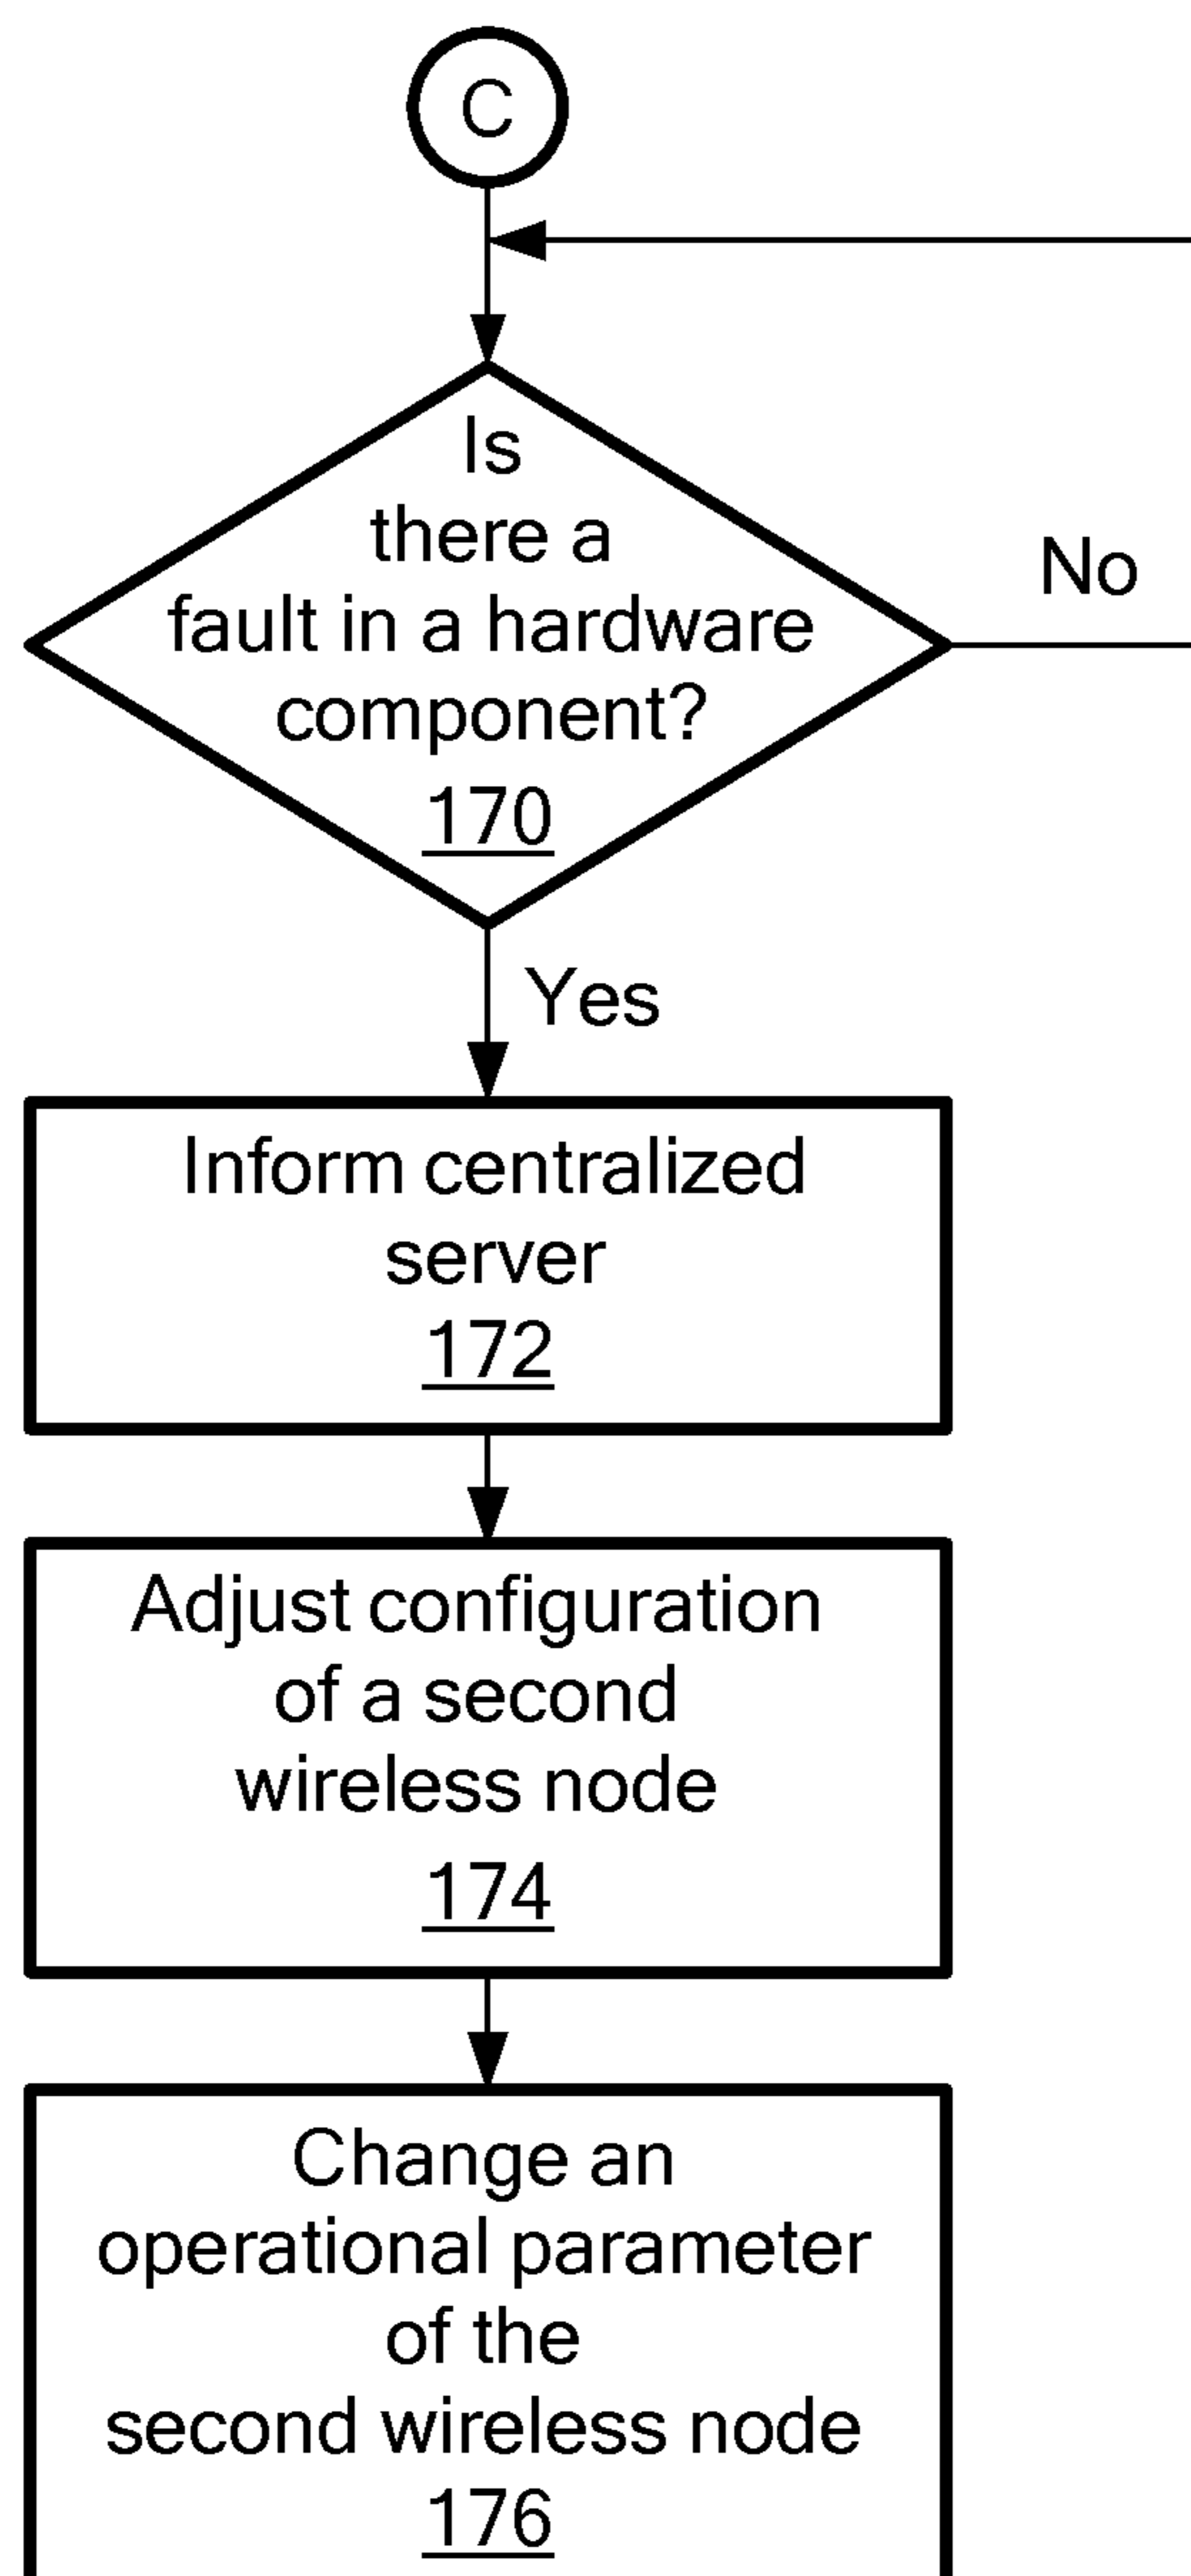 C
Is
there a
fault in a hardware
component?
170
No
Yes
Inform centralized
server
172
Adjust configuration
of a second
wireless node
174
Change an
operational parameter
of the
second wireless node
176